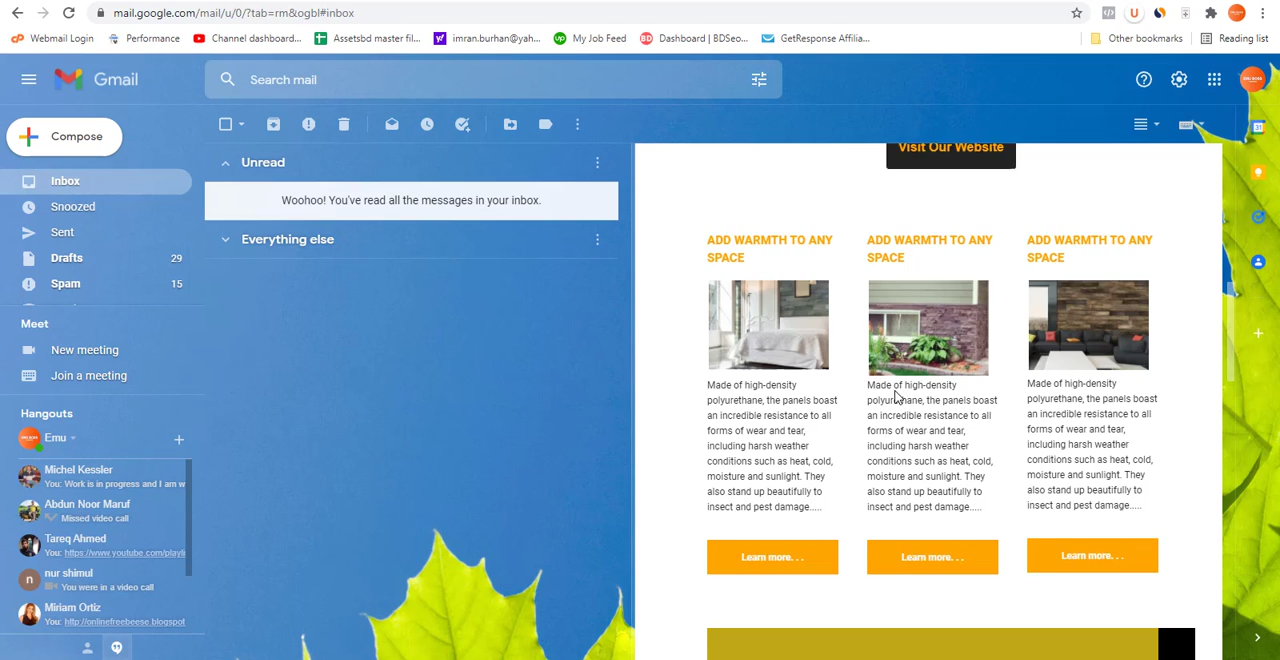 mail.google.com/mail/u/0/?tab=rm&ogbl#inbox
Webmail Login
Performance
Channel dashboard...
Assetsbd master fil...
imran.burhan@yah...
My Job Feed
Dashboard | BDSeo...
GetResponse Affilia...
Other bookmarks
Reading list
Gmail
Search mail
Compose
Inbox
Snoozed
Sent
Drafts 29
Spam 15
Meet
New meeting
Join a meeting
Hangouts
Emu
Michel Kessler
You: Work is in progress and I am w
Abdun Noor Maruf
Missed video call
Tareq Ahmed
You: https://www.youtube.com/playli
nur shimul
You were in a video call
Miriam Ortiz
You: http://onlinefreebeese.blogspot
Unread
Woohoo! You've read all the messages in your inbox.
Everything else
Visit Our Website
ADD WARMTH TO ANY
SPACE
Made of high-density
polyurethane, the panels boast
an incredible resistance to all
forms of wear and tear,
including harsh weather
conditions such as heat, cold,
moisture and sunlight. They
also stand up beautifully to
insect and pest damage.....
Learn more. . .
ADD WARMTH TO ANY
SPACE
Made of high-density
polyurethane, the panels boast
an incredible resistance to all
forms of wear and tear,
including harsh weather
conditions such as heat, cold,
moisture and sunlight. They
also stand up beautifully to
insect and pest damage.....
Learn more. . .
ADD WARMTH TO ANY
SPACE
Made of high-density
polyurethane, the panels boast
an incredible resistance to all
forms of wear and tear,
including harsh weather
conditions such as heat, cold,
moisture and sunlight. They
also stand up beautifully to
insect and pest damage.....
Learn more. . .